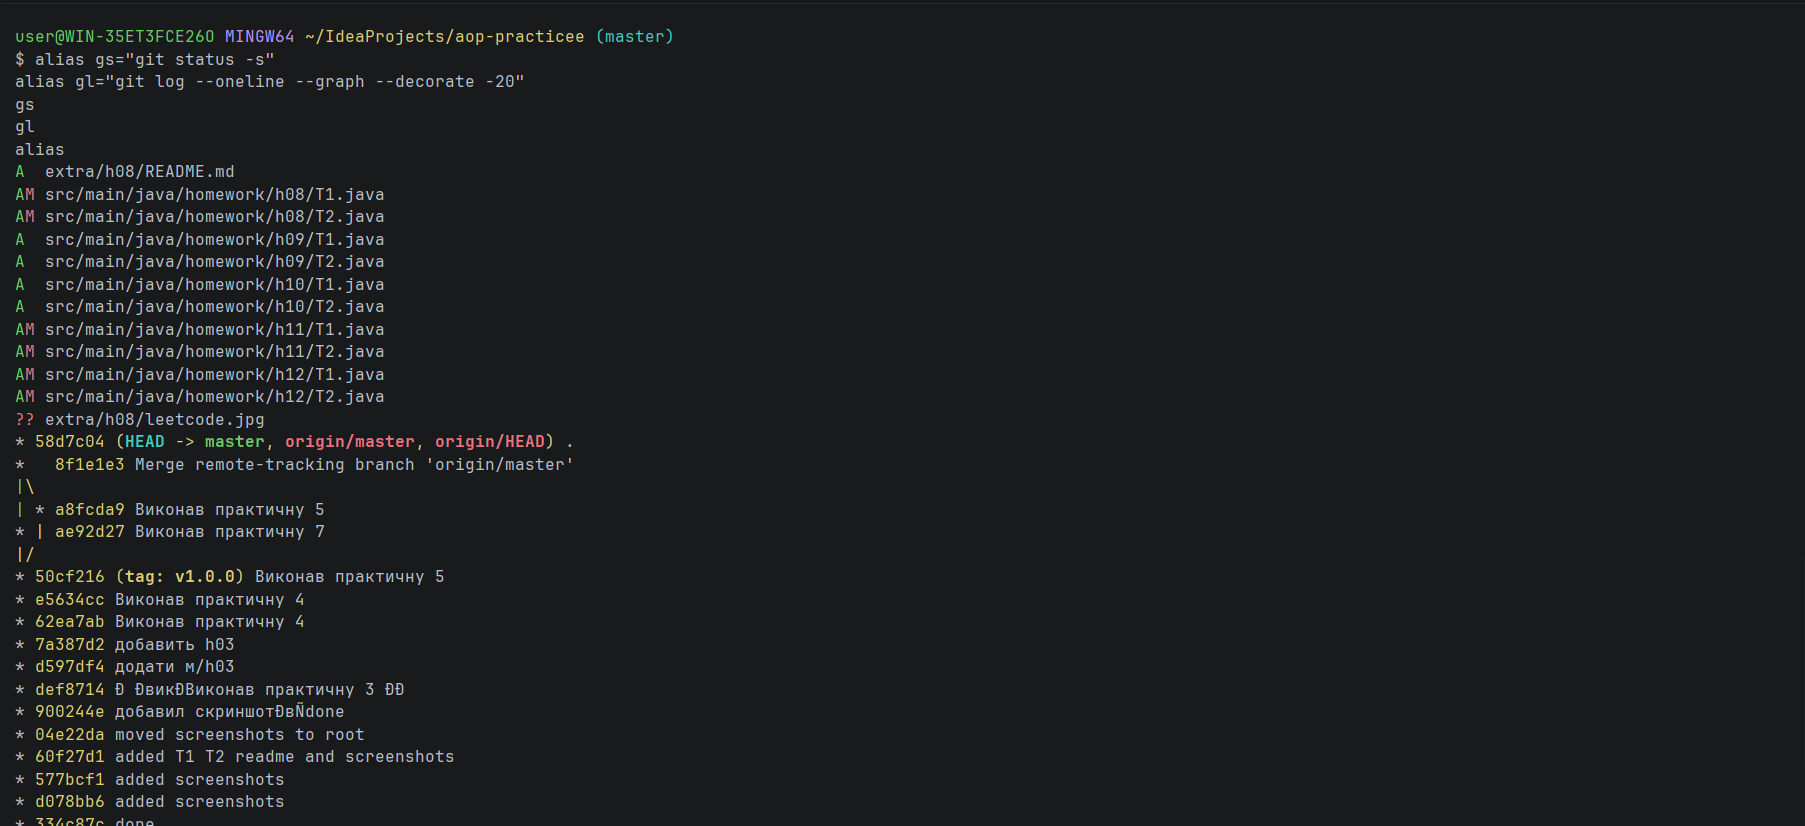 user@WIN-35ET3FCE26O MINGW64 ~/IdeaProjects/aop-practicee (master)
$ alias gs="git status -s"
alias gl="git log --oneline --graph --decorate -20"
gs
gl
alias
A  extra/h08/README.md
AM src/main/java/homework/h08/T1.java
AM src/main/java/homework/h08/T2.java
A  src/main/java/homework/h09/T1.java
A  src/main/java/homework/h09/T2.java
A  src/main/java/homework/h10/T1.java
A  src/main/java/homework/h10/T2.java
AM src/main/java/homework/h11/T1.java
AM src/main/java/homework/h11/T2.java
AM src/main/java/homework/h12/T1.java
AM src/main/java/homework/h12/T2.java
?? extra/h08/leetcode.jpg
* 58d7c04 (HEAD -> master, origin/master, origin/HEAD) .
*   8f1e1e3 Merge remote-tracking branch 'origin/master'
|\
| * a8fcda9 Виконав практичну 5
* | ae92d27 Виконав практичну 7
|/
* 50cf216 (tag: v1.0.0) Виконав практичну 5
* e5634cc Виконав практичну 4
* 62ea7ab Виконав практичну 4
* 7a387d2 добавить h03
* d597df4 додати м/h03
* def8714 Ð ÐвикÐВиконав практичну 3 ÐÐ
* 900244e добавил скриншотÐвÑdone
* 04e22da moved screenshots to root
* 60f27d1 added T1 T2 readme and screenshots
* 577bcf1 added screenshots
* d078bb6 added screenshots
* 334c87c done